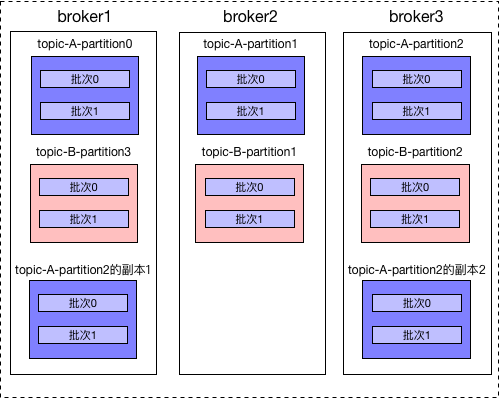 broker1
topic-A-partition0
批次0
批次1
topic-B-partition3
批次0
批次1
topic-A-partition2的副本1
批次0
批次1
broker2
topic-A-partition1
批次0
批次1
topic-B-partition1
批次0
批次1
broker3
topic-A-partition2
批次0
批次1
topic-B-partition2
批次0
批次1
topic-A-partition2的副本2
批次0
批次1